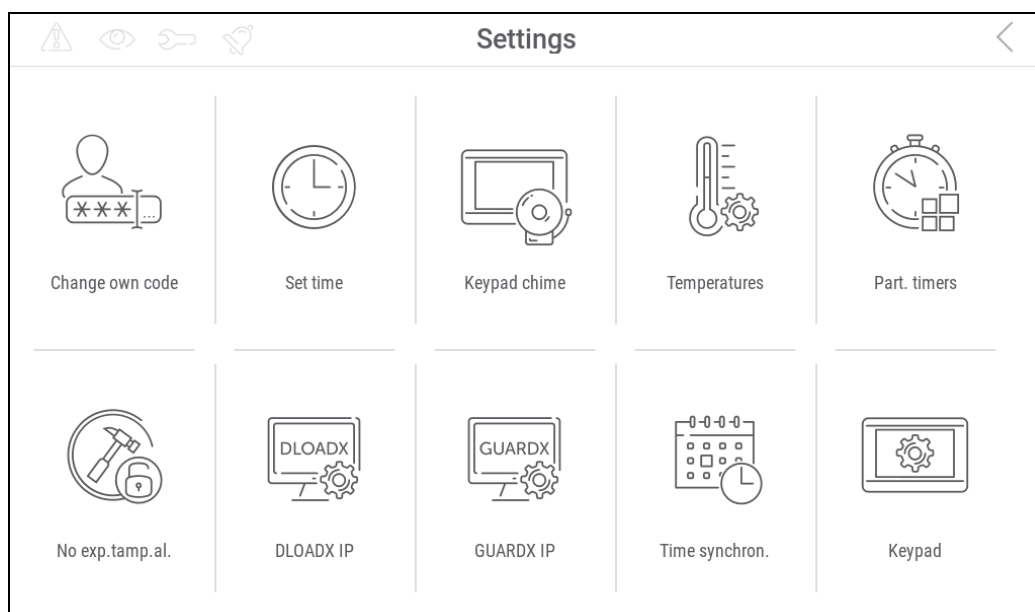 Settings
***...
Change own code
Set time
Keypad chime
Temperatures
Part. timers
DLOADX
GUARDX
No exp.tamp.al.
DLOADX IP
GUARDX IP
Time synchron.
Keypad